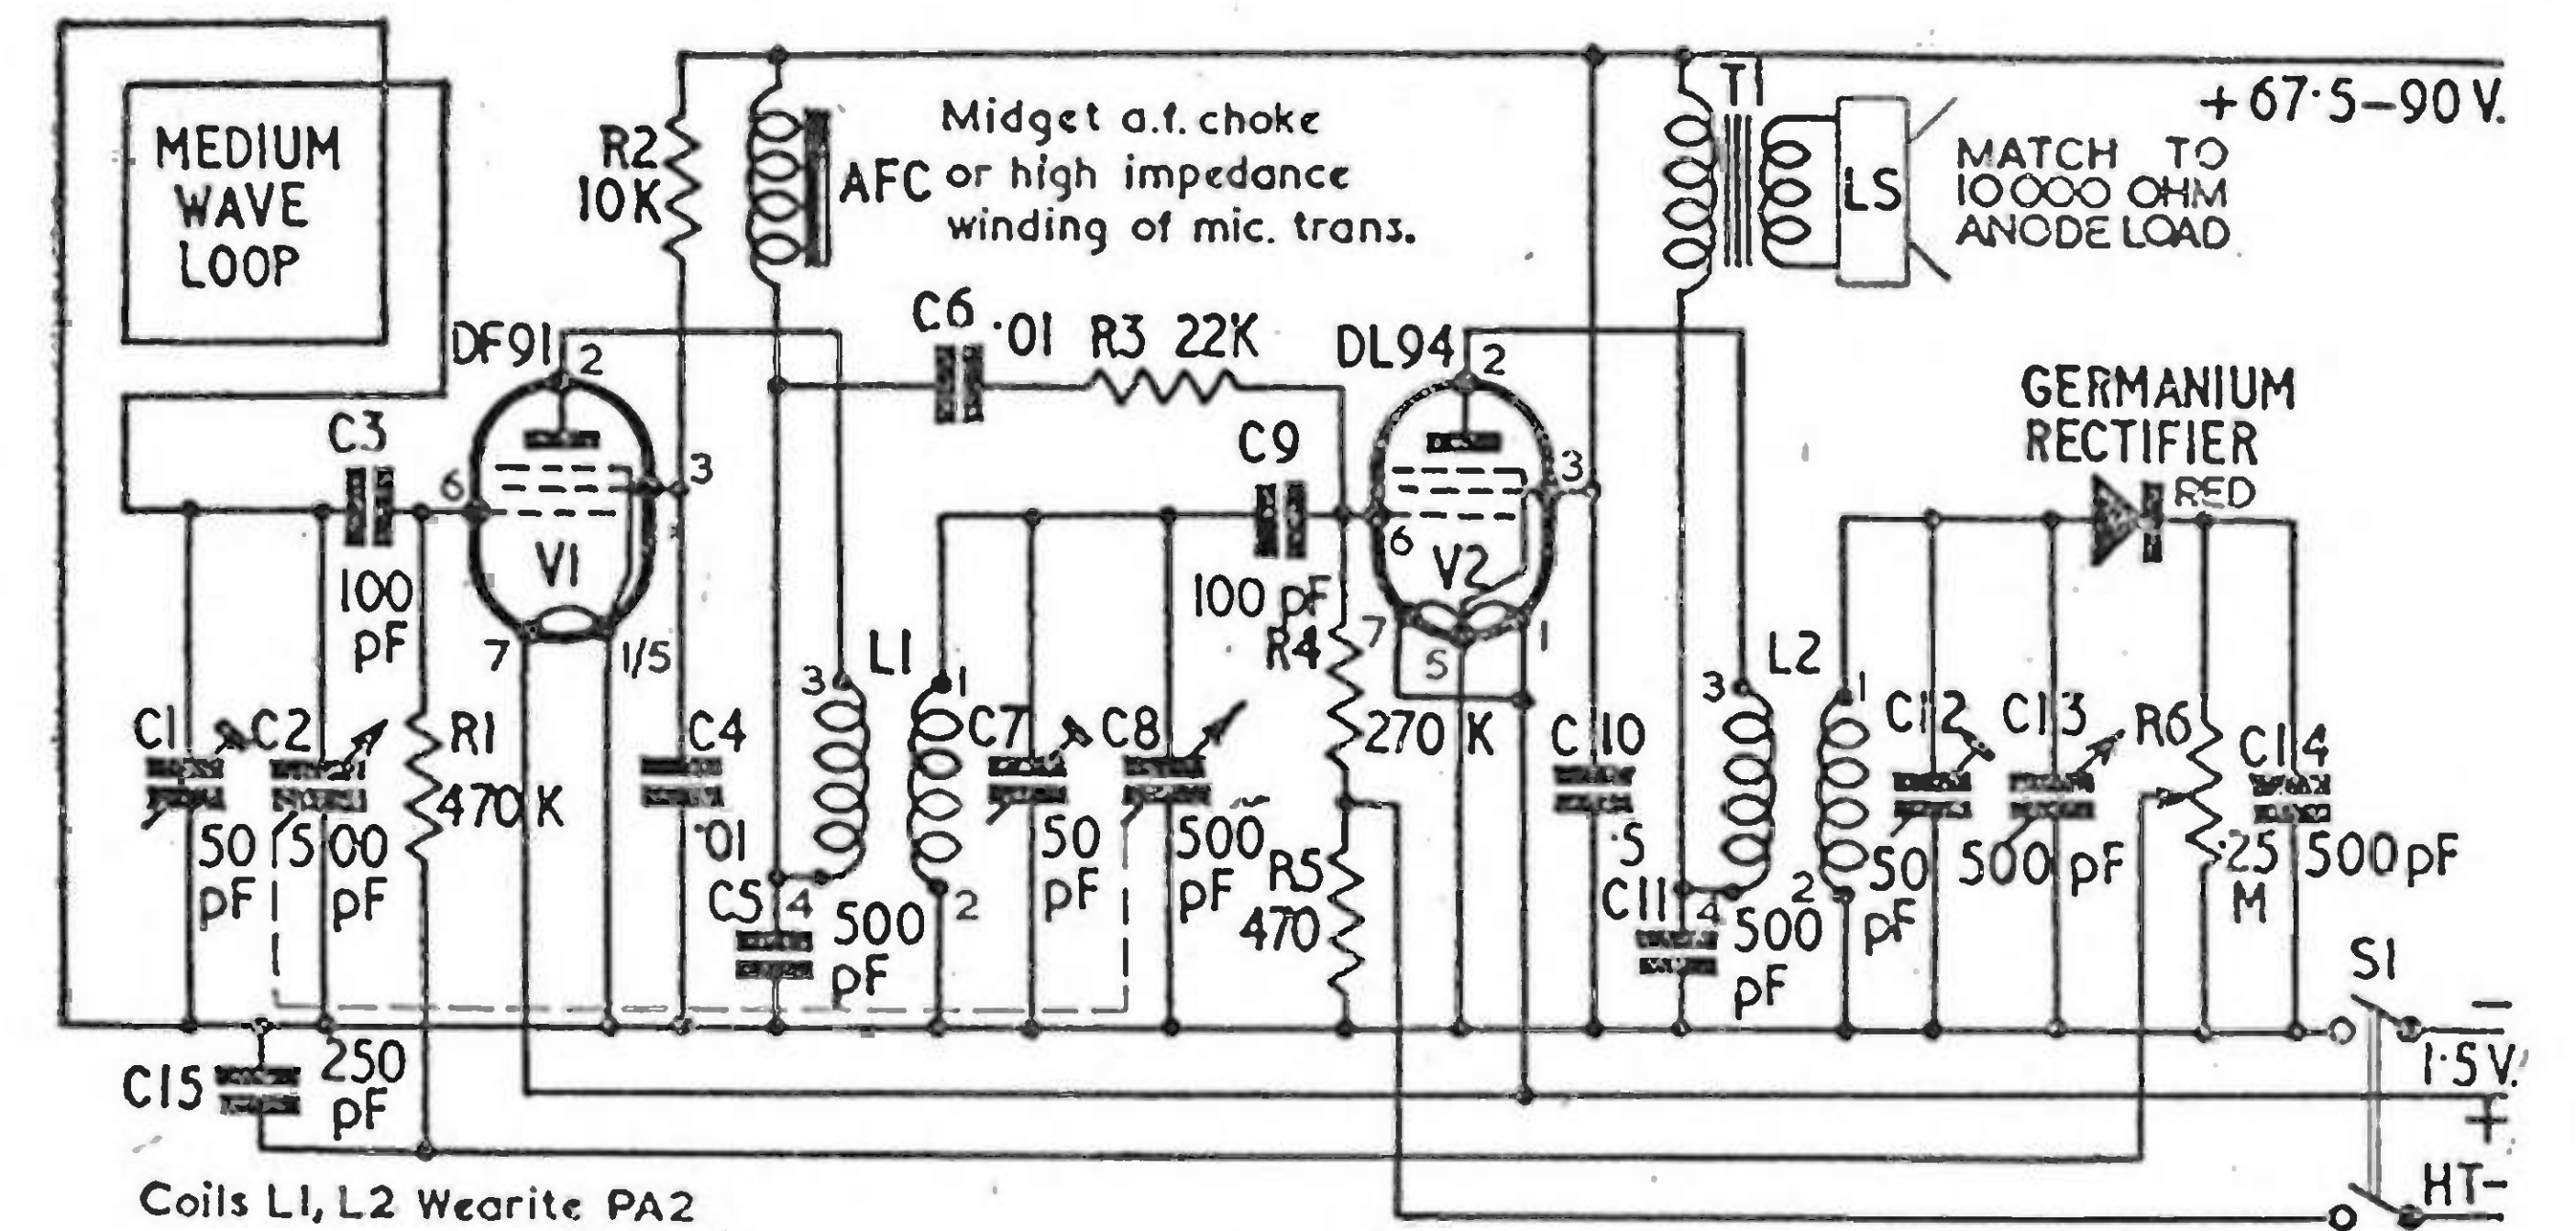 MEDIUM
WAVE
LOOP
R2
10K
AFC
Midget a.f. choke
or high impedance
winding of mic. trans.
T1
LS
+67·5–90V.
MATCH TO
10000 OHM
ANODE LOAD
DF91
2
C6
·01
R3 22K
DL94
2
GERMANIUM
RECTIFIER
RED
C3
100
pF
6
V1
3
7
1/5
C9
100 pF
6
V2
3
7
5
1
R4
270 K
C1
50
pF
C2
500
pF
R1
470K
C4
·01
C5
500
pF
3
L1
1
4
2
C7
50
pF
C8
500
pF
R5
470
C10
·5
C11
500
pF
3
L2
1
4
2
C12
50
pF
C13
500 pF
R6
·25
M
C14
500pF
S1
–
1·5V.
+
HT–
C15
250
pF
Coils L1, L2 Wearite PA2